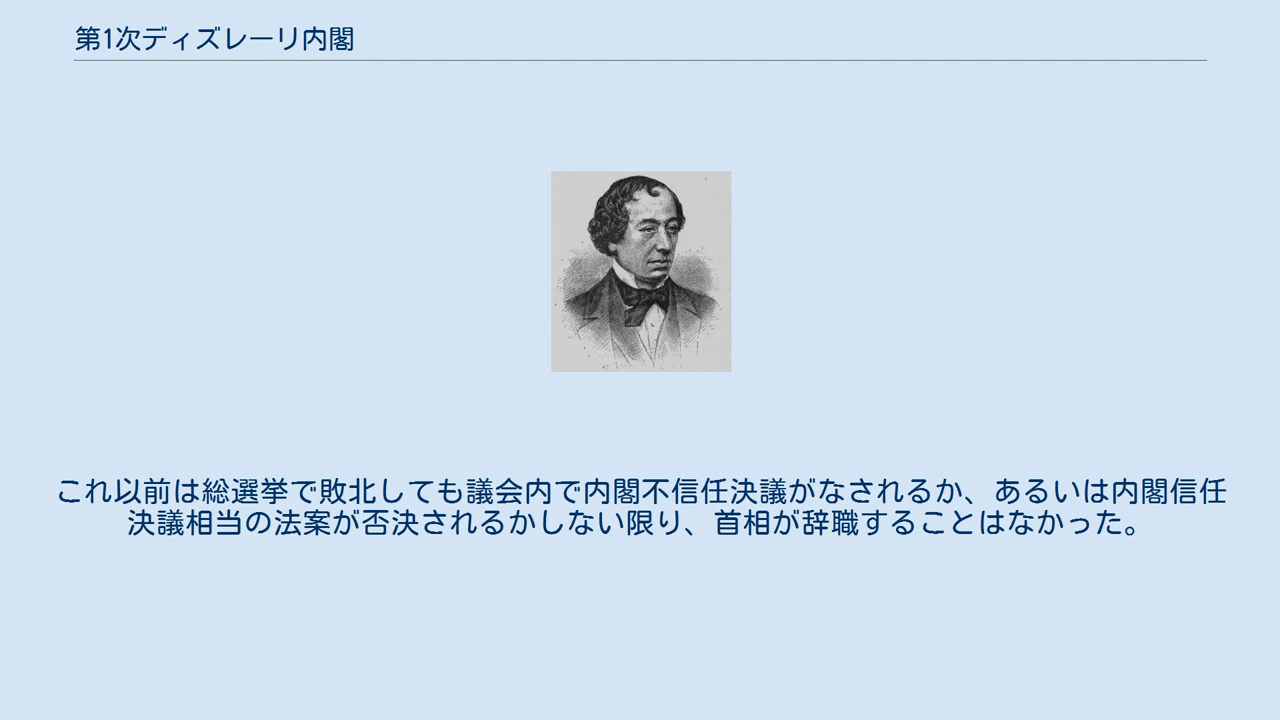 第1次ディズレーリ内閣
これ以前は総選挙で敗北しても議会内で内閣不信任決議がなされるか、あるいは内閣信任
決議相当の法案が否決されるかしない限り、首相が辞職することはなかった。